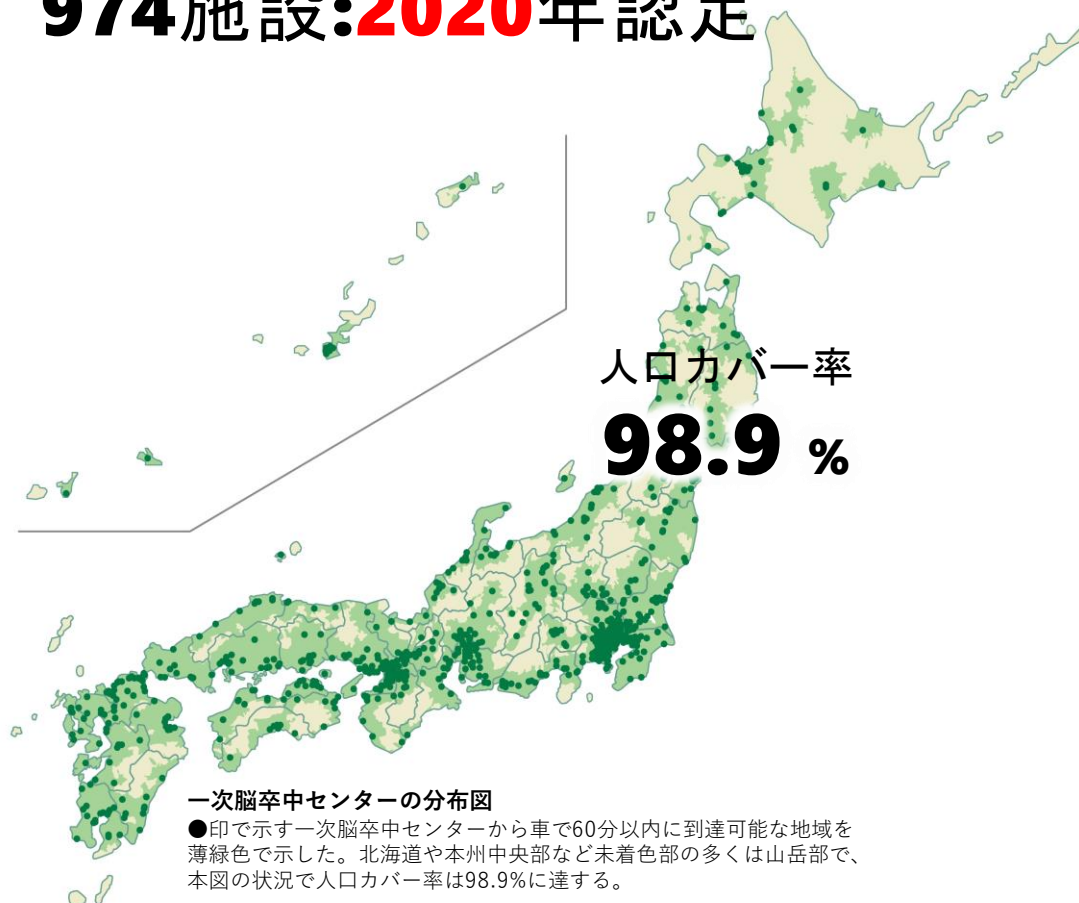 974施設:2020年認定
人口カバー率
98.9 %
一次脳卒中センターの分布図
●印で示す一次脳卒中センターから車で60分以内に到達可能な地域を
薄緑色で示した。北海道や本州中央部など未着色部の多くは山岳部で、
本図の状況で人口カバー率は98.9%に達する。